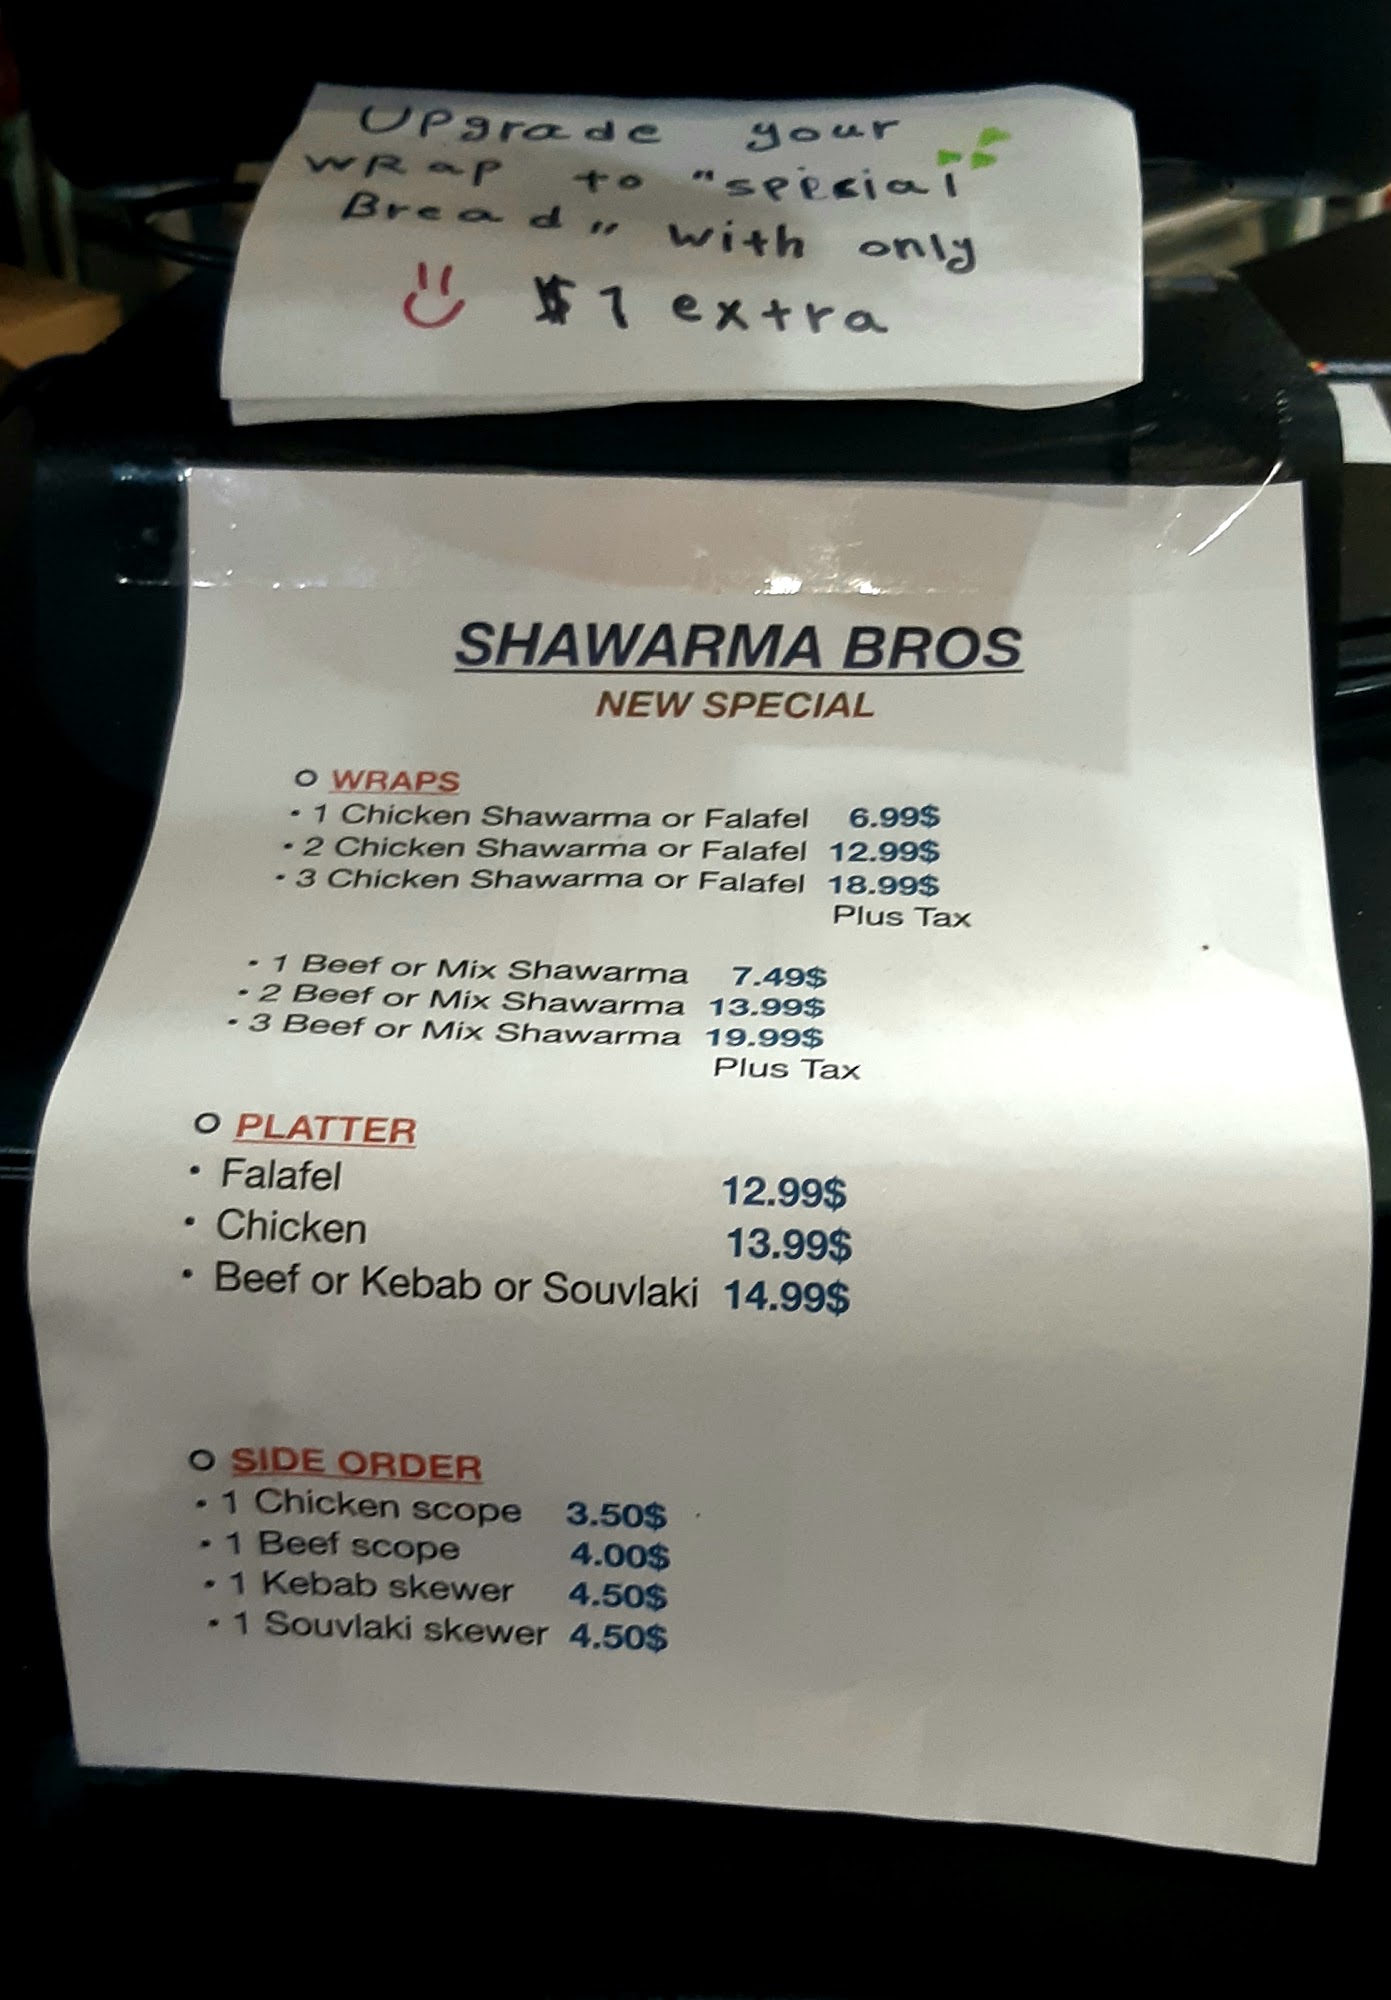 Upgrade your
wrap to "special
Bread" with only
$1 extra
SHAWARMA BROS
NEW SPECIAL
WRAPS
• 1 Chicken Shawarma or Falafel 6.99$
• 2 Chicken Shawarma or Falafel 12.99$
• 3 Chicken Shawarma or Falafel 18.99$
Plus Tax
• 1 Beef or Mix Shawarma 7.49$
• 2 Beef or Mix Shawarma 13.99$
• 3 Beef or Mix Shawarma 19.99$
Plus Tax
PLATTER
• Falafel 12.99$
• Chicken 13.99$
• Beef or Kebab or Souvlaki 14.99$
SIDE ORDER
• 1 Chicken scope 3.50$
• 1 Beef scope 4.00$
• 1 Kebab skewer 4.50$
• 1 Souvlaki skewer 4.50$